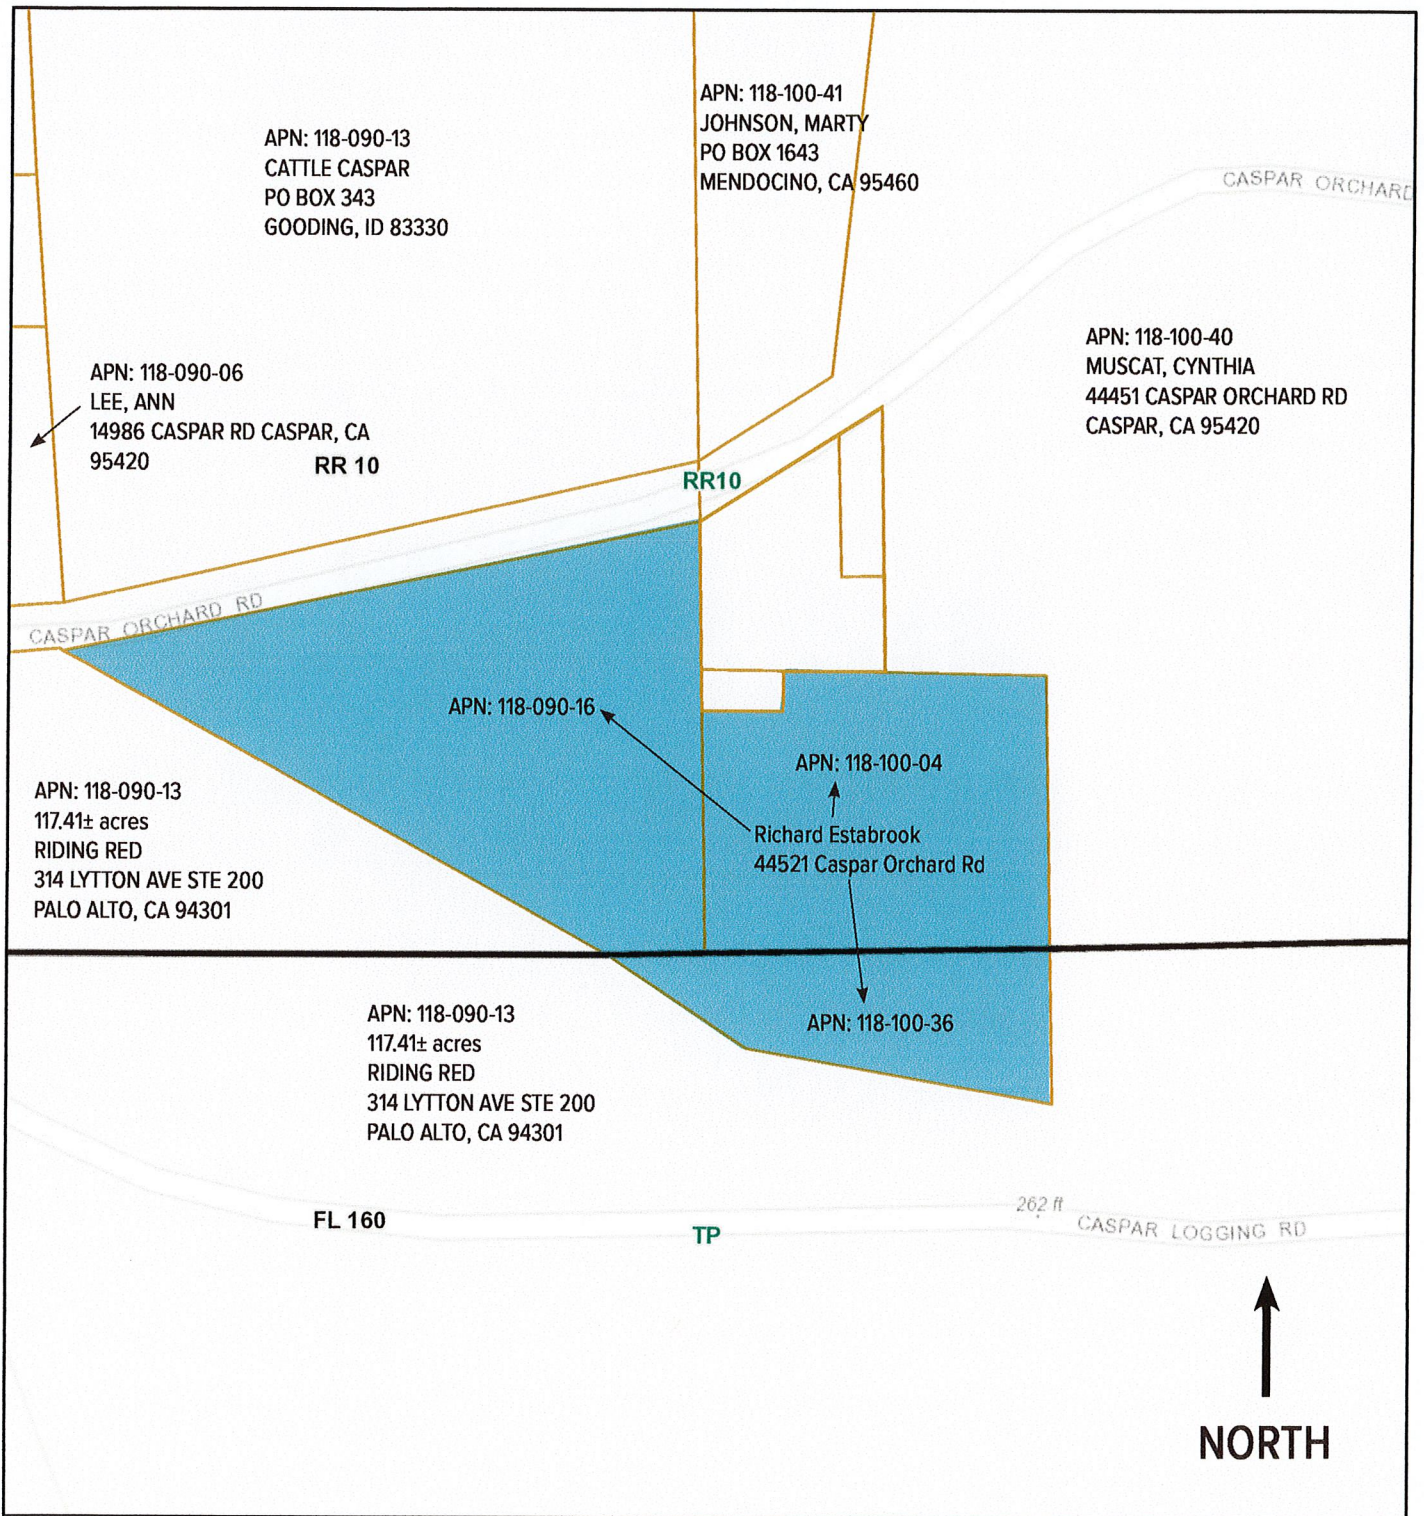 APN: 118-100-41
JOHNSON, MARTY
PO BOX 1643
MENDOCINO, CA 95460
APN: 118-090-13
CATTLE CASPAR
PO BOX 343
GOODING, ID 83330
CASPAR ORCHARD
APN: 118-100-40
MUSCAT, CYNTHIA
44451 CASPAR ORCHARD RD
CASPAR, CA 95420
APN: 118-090-06
LEE, ANN
14986 CASPAR RD CASPAR, CA
95420
RR 10
RR10
CASPAR ORCHARD RD
APN: 118-090-16
APN: 118-100-04
Richard Estabrook
44521 Caspar Orchard Rd
APN: 118-090-13
117.41± acres
RIDING RED
314 LYTTON AVE STE 200
PALO ALTO, CA 94301
APN: 118-100-36
APN: 118-090-13
117.41± acres
RIDING RED
314 LYTTON AVE STE 200
PALO ALTO, CA 94301
FL 160
TP
262 ft
CASPAR LOGGING RD
NORTH